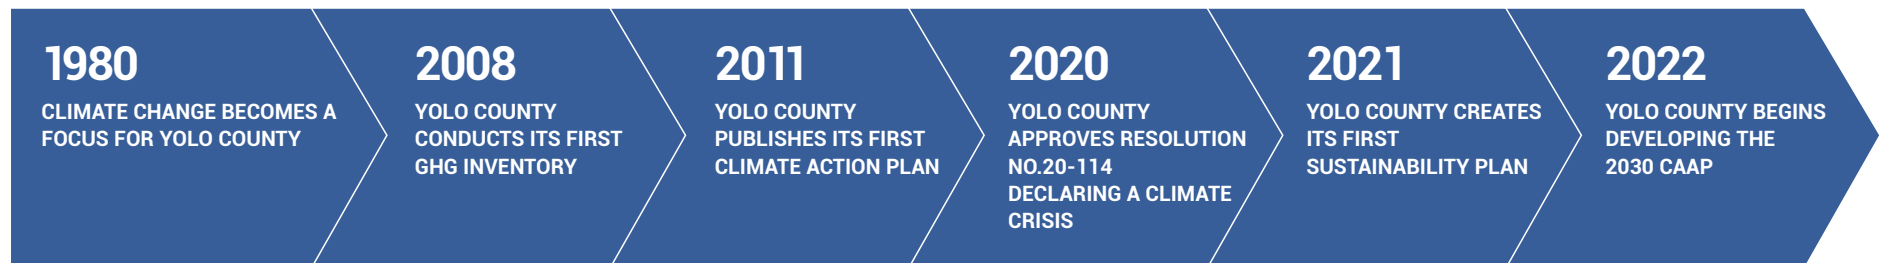 1980
CLIMATE CHANGE BECOMES A
FOCUS FOR YOLO COUNTY
2008
YOLO COUNTY
CONDUCTS ITS FIRST
GHG INVENTORY
2011
YOLO COUNTY
PUBLISHES ITS FIRST
CLIMATE ACTION PLAN
2020
YOLO COUNTY
APPROVES RESOLUTION
NO.20-114
DECLARING A CLIMATE
CRISIS
2021
YOLO COUNTY CREATES
ITS FIRST
SUSTAINABILITY PLAN
2022
YOLO COUNTY BEGINS
DEVELOPING THE
2030 CAAP